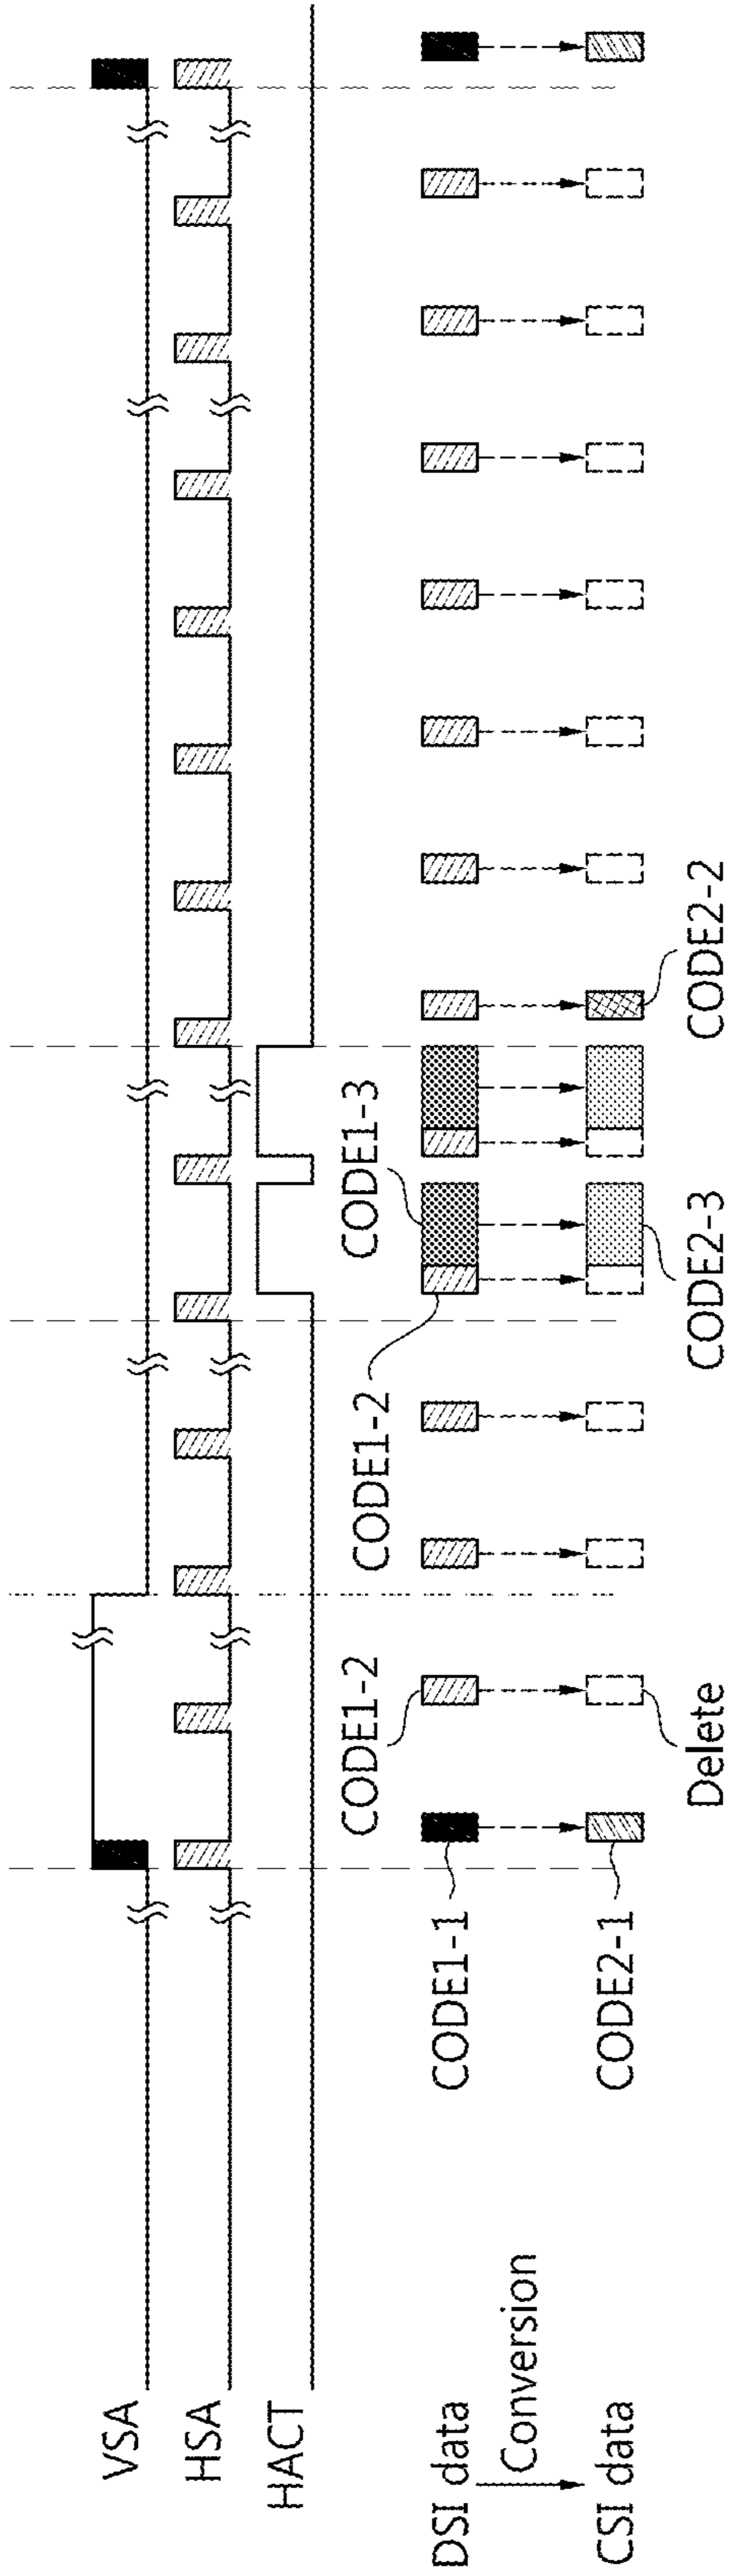 VSA
HSA
HACT
DSI data
Conversion
CSI data
CODE1-1
CODE2-1
CODE1-2
Delete
CODE1-2
CODE1-3
CODE2-3
CODE2-2